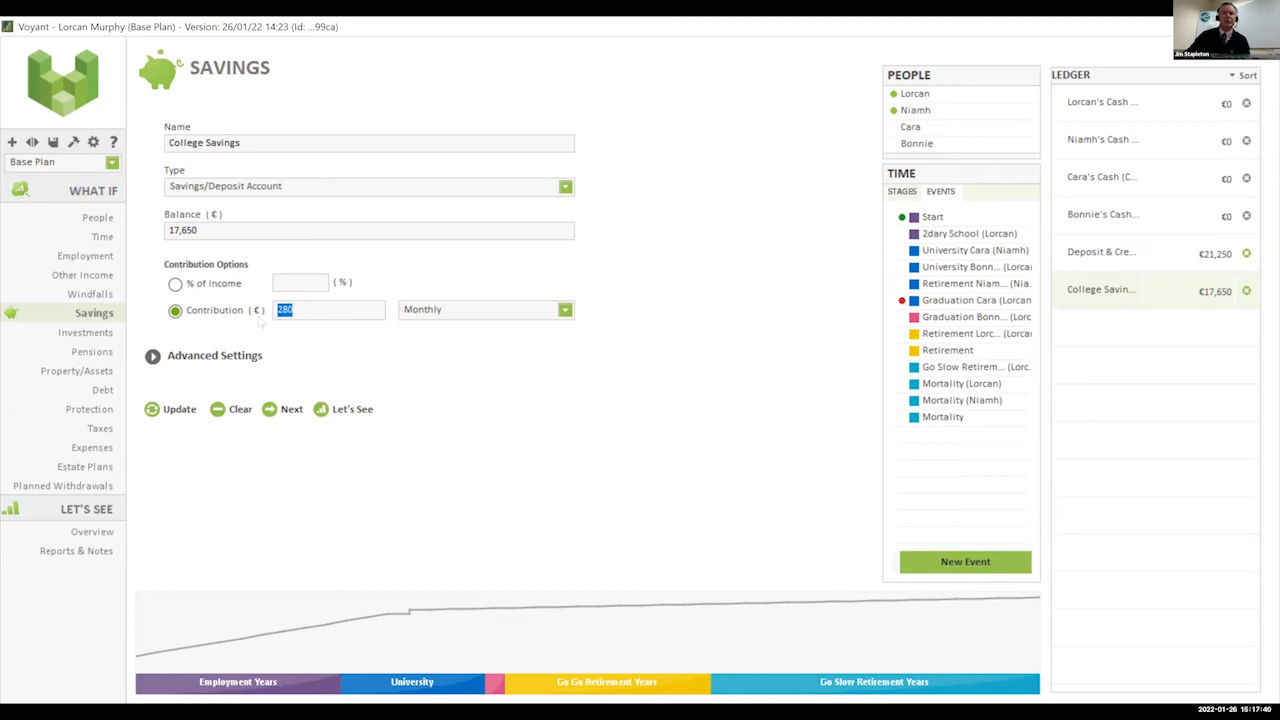 Voyant - Lorcan Murphy (Base Plan) - Version: 26/01/22 14:23 (Id: ...99ca)
Jim Stapleton
SAVINGS
Name
College Savings
Type
Savings/Deposit Account
Balance (€)
17,650
Contribution Options
% of Income
(%)
Contribution (€)
280
Monthly
Advanced Settings
Update
Clear
Next
Let's See
?
Base Plan
WHAT IF
People
Time
Employment
Other Income
Windfalls
Savings
Investments
Pensions
Property/Assets
Debt
Protection
Taxes
Expenses
Estate Plans
Planned Withdrawals
LET'S SEE
Overview
Reports & Notes
PEOPLE
Lorcan
Niamh
Cara
Bonnie
TIME
STAGES EVENTS
Start
2dary School (Lorcan)
University Cara (Niamh)
University Bonn... (Lorca
Retirement Niam... (Nia.
Graduation Cara (Lorcan
Graduation Bonn... (Lorc.
Retirement Lorc... (Lorca
Retirement
Go Slow Retirem... (Lorc.
Mortality (Lorcan)
Mortality (Niamh)
Mortality
New Event
LEDGER
Sort
Lorcan's Cash ... €0
Niamh's Cash ... €0
Cara's Cash (C... €0
Bonnie's Cash... €0
Deposit & Cre... €21,250
College Savin... €17,650
Employment Years
University
Go Go Retirement Years
Go Slow Retirement Years
2022-01-26 15:17:40